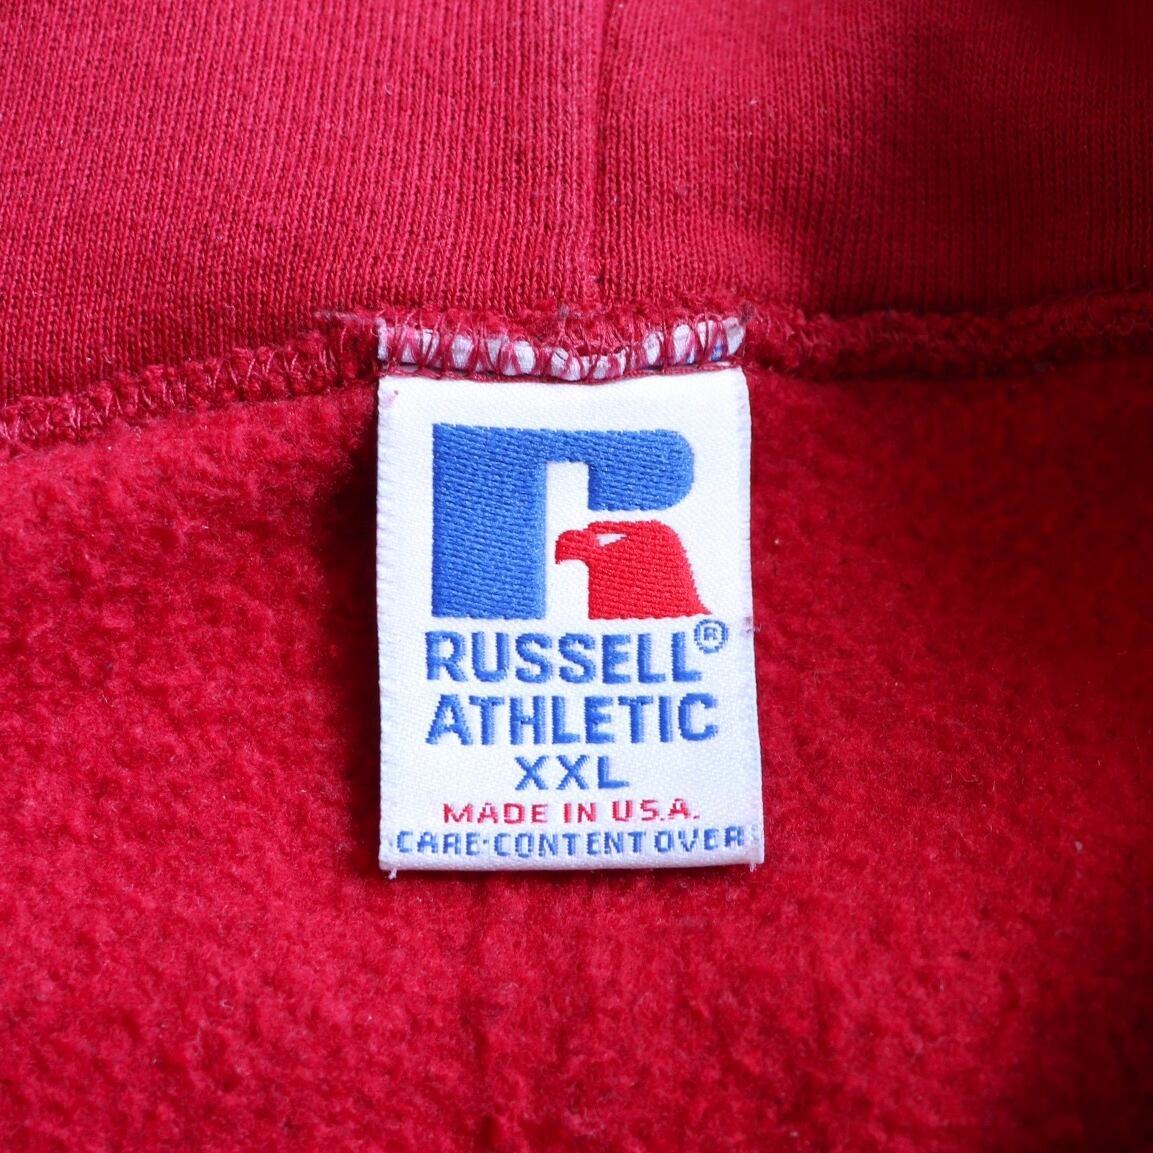 R
RUSSELL®
ATHLETIC
XXL
MADE IN U.S.A.
CARE·CONTENT OVER